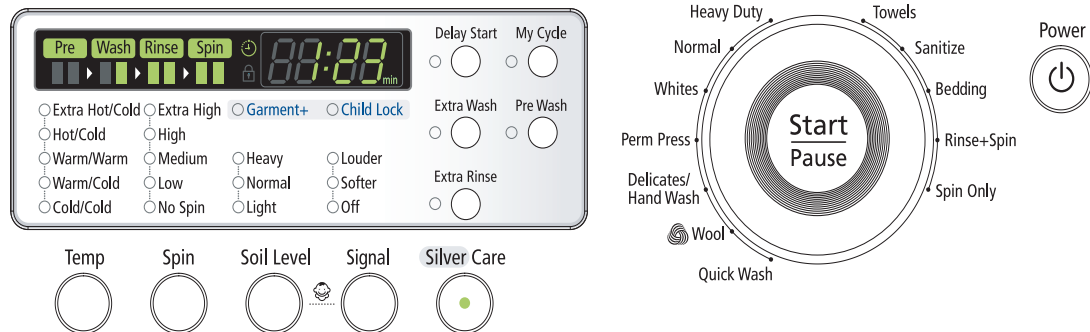 Pre Wash Rinse Spin
1:23 min
Extra Hot/Cold
Hot/Cold
Warm/Warm
Warm/Cold
Cold/Cold
Extra High
High
Medium
Low
No Spin
Garment+
Heavy
Normal
Light
Child Lock
Louder
Softer
Off
Delay Start
My Cycle
Extra Wash
Pre Wash
Extra Rinse
Temp
Spin
Soil Level
Signal
Silver Care
Heavy Duty
Normal
Whites
Perm Press
Delicates/
Hand Wash
Wool
Quick Wash
Towels
Sanitize
Bedding
Rinse+Spin
Spin Only
Start
Pause
Power